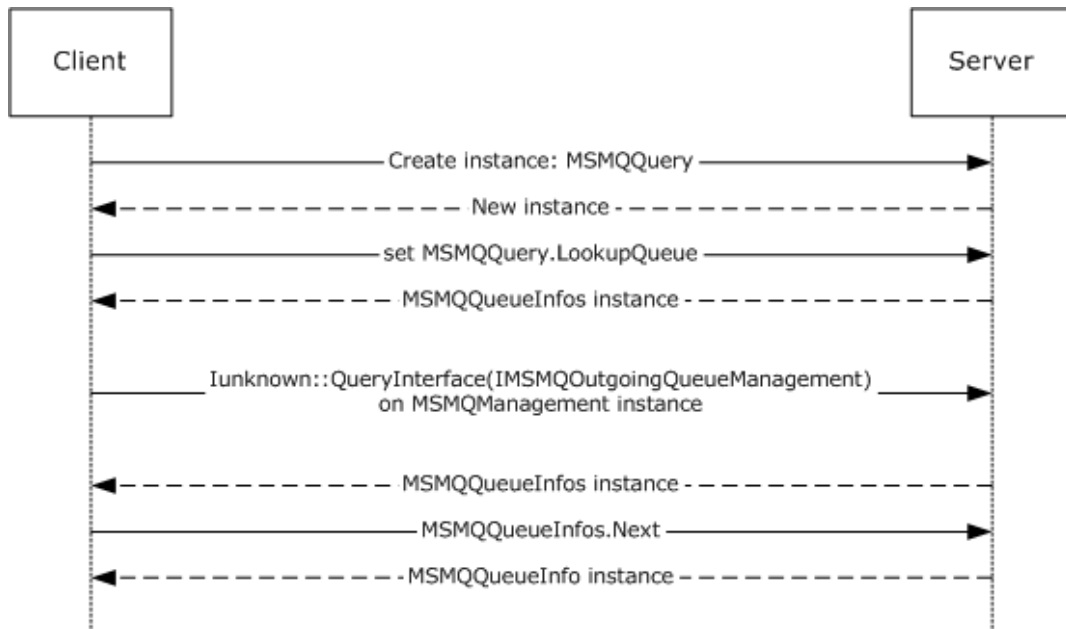 Client
Server
Create instance: MSMQQuery
New instance
set MSMQQuery.LookupQueue
MSMQQueueInfos instance
Iunknown::QueryInterface(IMSMQOutgoingQueueManagement)
on MSMQManagement instance
MSMQQueueInfos instance
MSMQQueueInfos.Next
MSMQQueueInfo instance